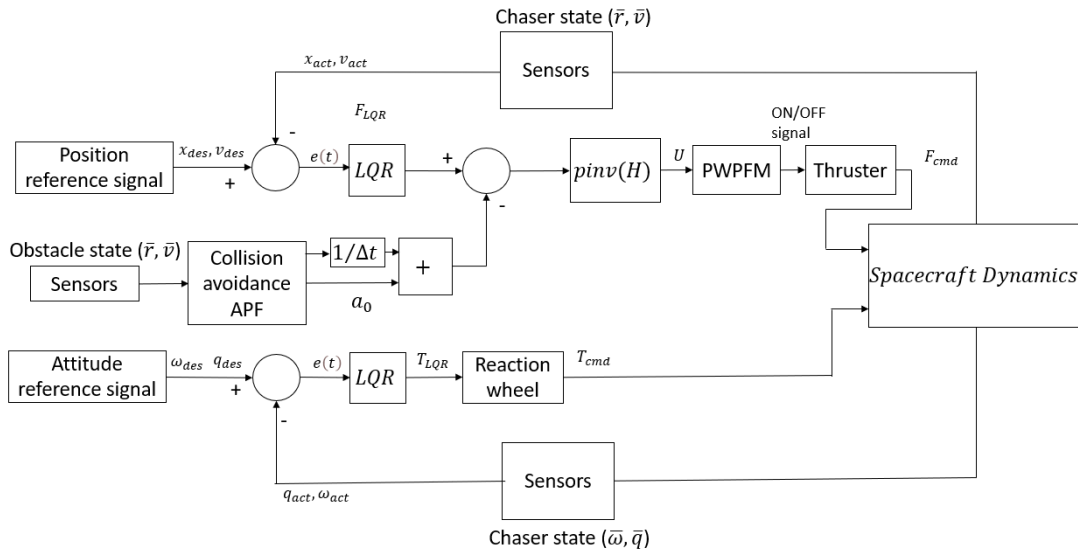 Chaser state (r̄, v̄)
Sensors
x_act, v_act
ON/OFF
signal
F_LQR
-
Position
reference signal
x_des, v_des
+
e(t)
LQR
+
-
pinv(H)
U
PWPFM
Thruster
F_cmd
Obstacle state (r̄, v̄)
Sensors
Collision
avoidance
APF
1/Δt
+
a_0
Spacecraft Dynamics
Attitude
reference signal
ω_des q_des
+
-
e(t)
LQR
T_LQR
Reaction
wheel
T_cmd
Sensors
q_act, ω_act
Chaser state (ω̄, q̄)